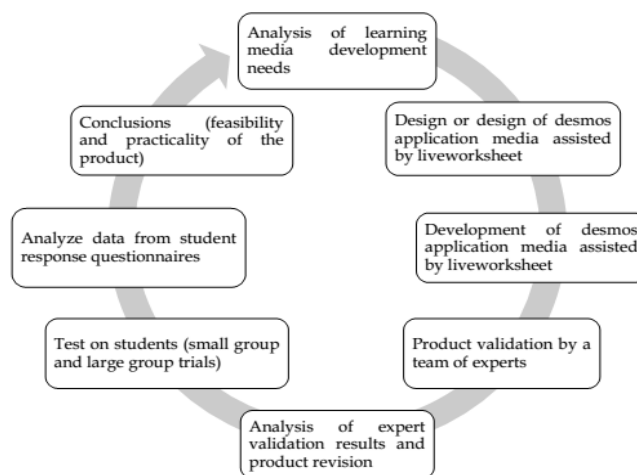 Analysis of learning
media development
needs
Design or design of desmos
application media assisted
by liveworksheet
Development of desmos
application media assisted
by liveworksheet
Product validation by a
team of experts
Analysis of expert
validation results and
product revision
Test on students (small group
and large group trials)
Analyze data from student
response questionnaires
Conclusions (feasibility
and practicality of the
product)